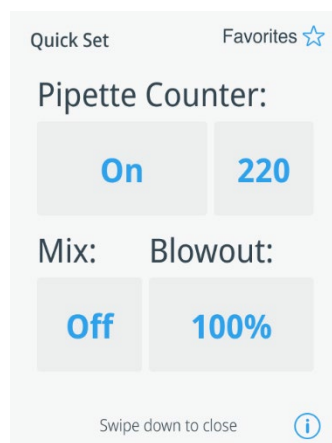 Quick Set Favorites
Pipette Counter:
On 220
Mix: Blowout:
Off 100%
Swipe down to close